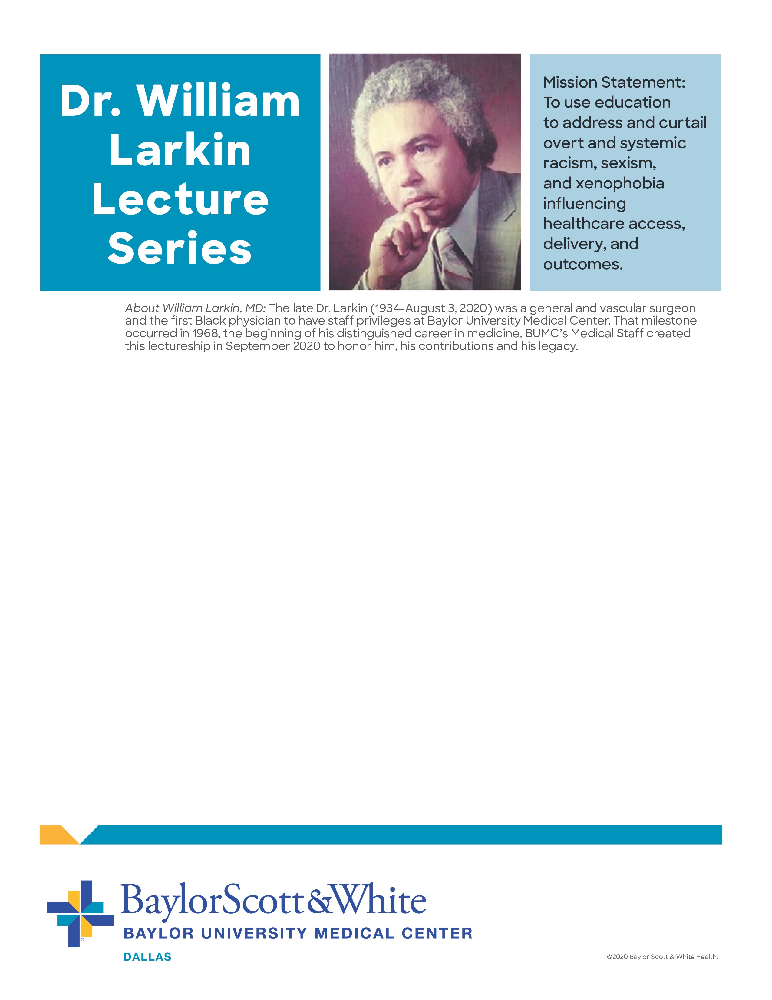 Dr. William
Larkin
Lecture
Series
Mission Statement:
To use education
to address and curtail
overt and systemic
racism, sexism,
and xenophobia
influencing
healthcare access,
delivery, and
outcomes.
About William Larkin, MD: The late Dr. Larkin (1934–August 3, 2020) was a general and vascular surgeon
and the first Black physician to have staff privileges at Baylor University Medical Center. That milestone
occurred in 1968, the beginning of his distinguished career in medicine. BUMC’s Medical Staff created
this lectureship in September 2020 to honor him, his contributions and his legacy.
BaylorScott&White
BAYLOR UNIVERSITY MEDICAL CENTER
®
DALLAS
©2020 Baylor Scott & White Health.